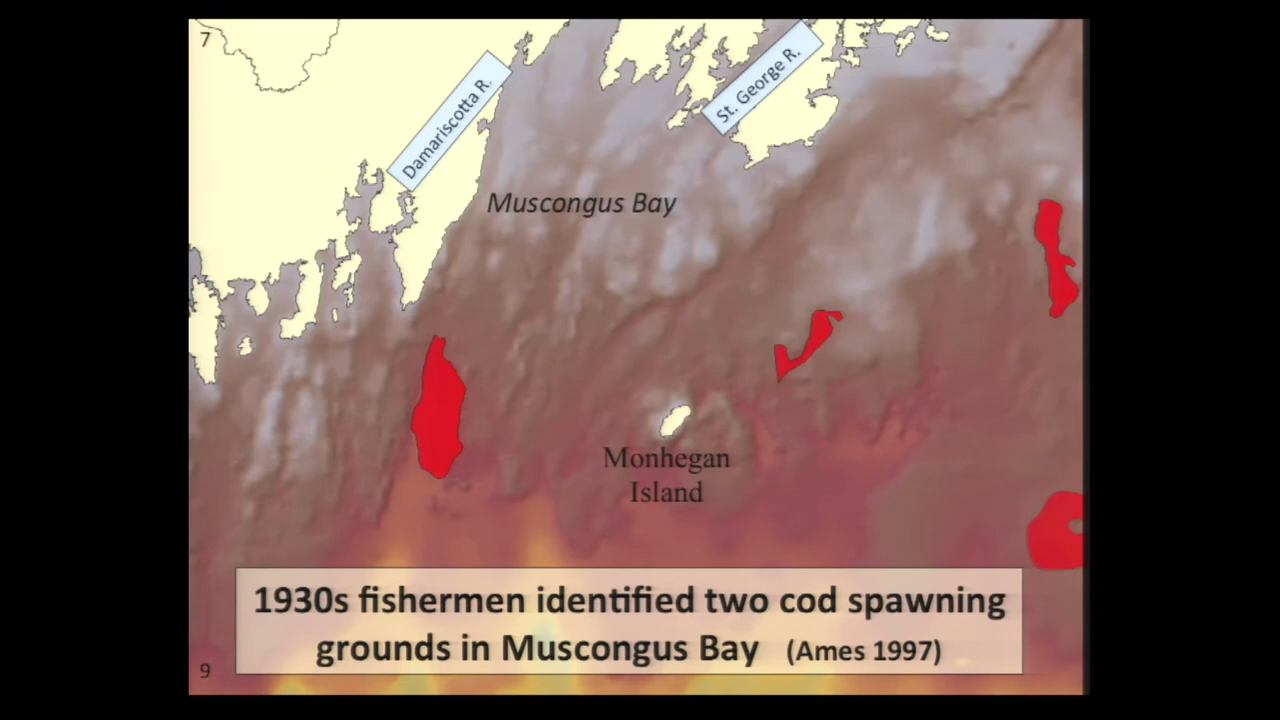 7
Damariscotta R.
St. George R.
Muscongus Bay
Monhegan
Island
1930s fishermen identified two cod spawning
grounds in Muscongus Bay (Ames 1997)
9